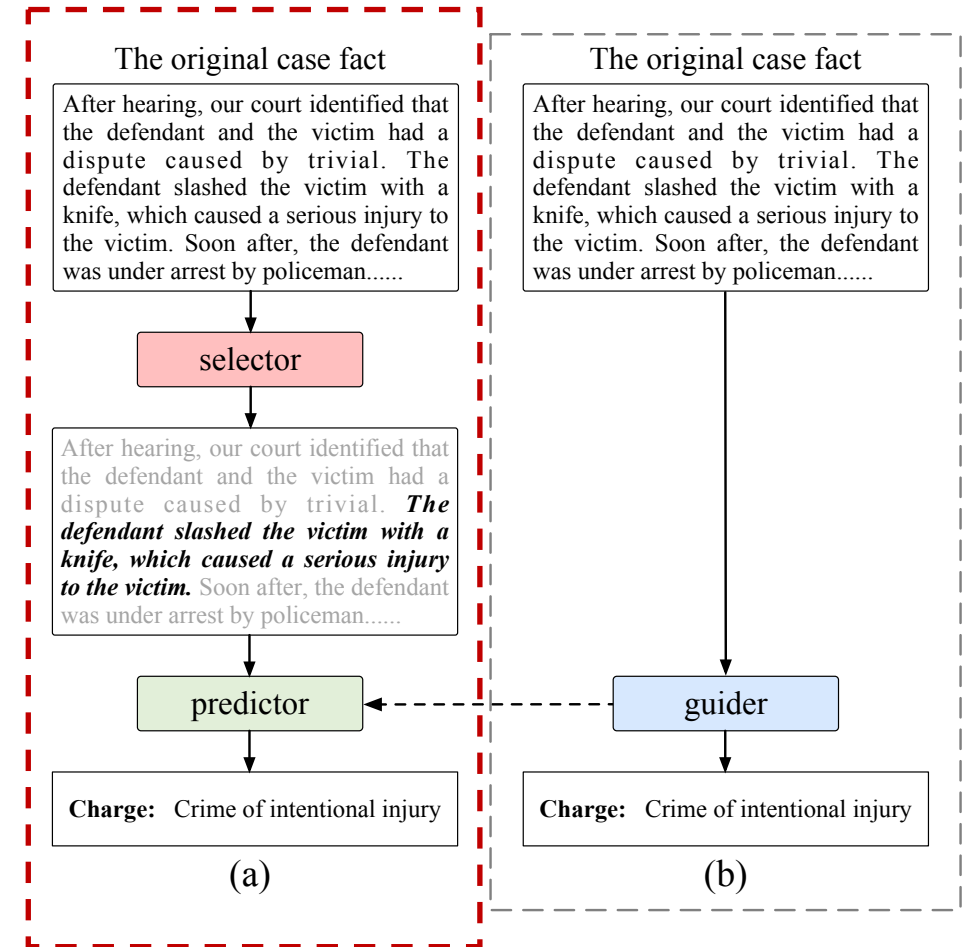 The original case fact
After hearing, our court identified that
the defendant and the victim had a
dispute caused by trivial. The
defendant slashed the victim with a
knife, which caused a serious injury to
the victim. Soon after, the defendant
was under arrest by policeman......
selector
After hearing, our court identified that
the defendant and the victim had a
dispute caused by trivial. The
defendant slashed the victim with a
knife, which caused a serious injury
to the victim. Soon after, the defendant
was under arrest by policeman......
predictor
Charge: Crime of intentional injury
(a)
The original case fact
After hearing, our court identified that
the defendant and the victim had a
dispute caused by trivial. The
defendant slashed the victim with a
knife, which caused a serious injury to
the victim. Soon after, the defendant
was under arrest by policeman......
guider
Charge: Crime of intentional injury
(b)